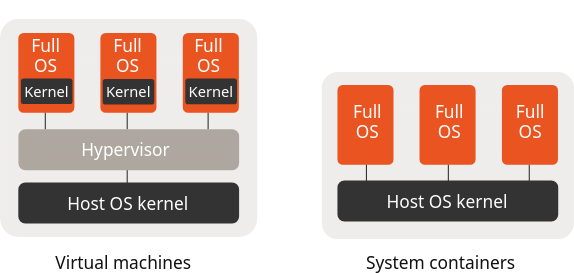 Full
OS
Kernel
Full
OS
Kernel
Full
OS
Kernel
Hypervisor
Host OS kernel
Virtual machines
Full
OS
Full
OS
Full
OS
Host OS kernel
System containers